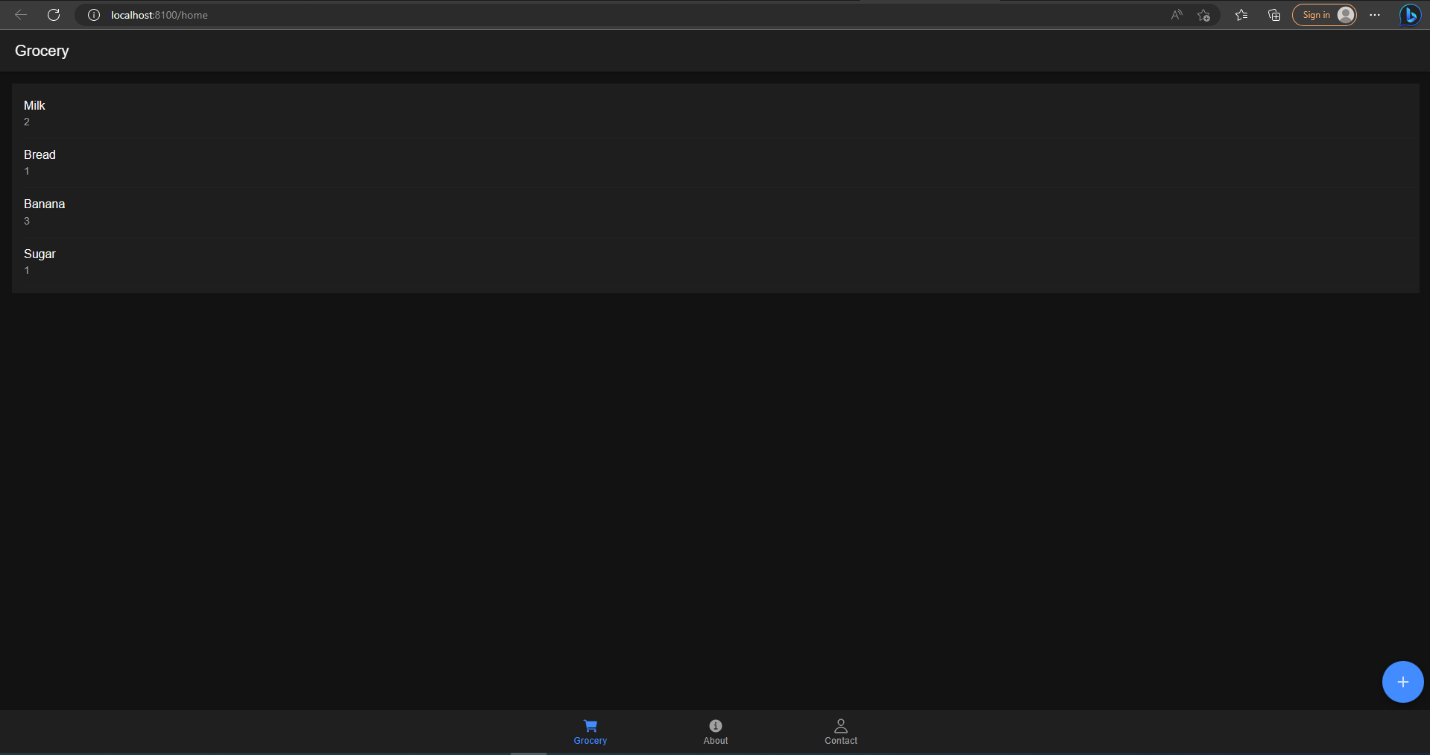 localhost:8100/home
Sign in
Grocery
Milk
2
Bread
1
Banana
3
Sugar
1
Grocery
About
Contact